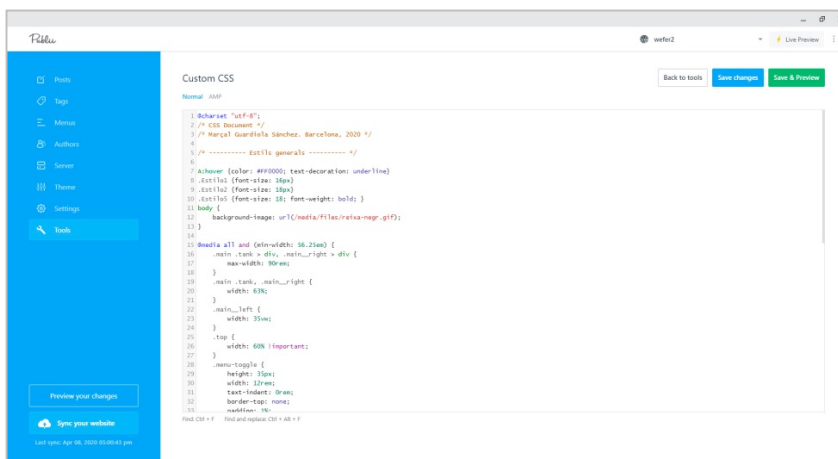 Publii
wefer2
Live Preview
Posts
Tags
Menus
Authors
Server
Theme
Settings
Tools
Preview your changes
Sync your website
Last sync: Apr 08, 2020 05:00:43 pm
Custom CSS
Back to tools
Save changes
Save & Preview
Normal AMP
1 @charset "utf-8";
2 /* CSS Document */
3 /* Marçal Guardiola Sánchez. Barcelona, 2020 */
4
5 /* ---------- Estils generals ---------- */
6
7 A:hover {color: #FF0000; text-decoration: underline}
8 .Estilo1 {font-size: 16px}
9 .Estilo2 {font-size: 18px}
10 .Estilo5 {font-size: 18; font-weight: bold; }
11 body {
12 background-image: url(/media/files/reixa-negr.gif);
13 }
14
15 @media all and (min-width: 56.25em) {
16 .main .tank > div, .main__right > div {
17 max-width: 90rem;
18 }
19 .main .tank, .main__right {
20 width: 63%;
21 }
22 .main__left {
23 width: 35vw;
24 }
25 .top {
26 width: 60% !important;
27 }
28 .menu-toggle {
29 height: 35px;
30 width: 12rem;
31 text-indent: 0rem;
32 border-top: none;
33 padding: 1%;
Find: Ctrl + F Find and replace: Ctrl + Alt + F